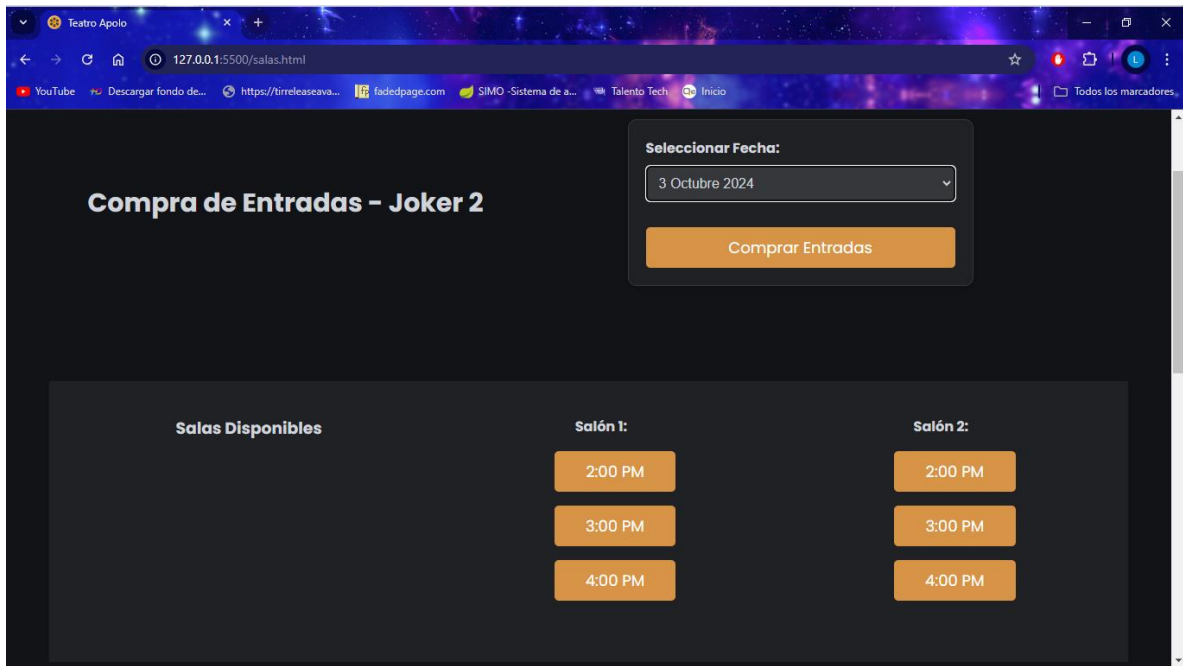 Teatro Apolo
127.0.0.1:5500/salas.html
YouTube
Descargar fondo de...
https://tirreleaseava...
fadedpage.com
SIMO -Sistema de a...
Talento Tech
Inicio
Todos los marcadores
Seleccionar Fecha:
3 Octubre 2024
Compra de Entradas - Joker 2
Comprar Entradas
Salas Disponibles
Salón 1:
Salón 2:
2:00 PM
2:00 PM
3:00 PM
3:00 PM
4:00 PM
4:00 PM